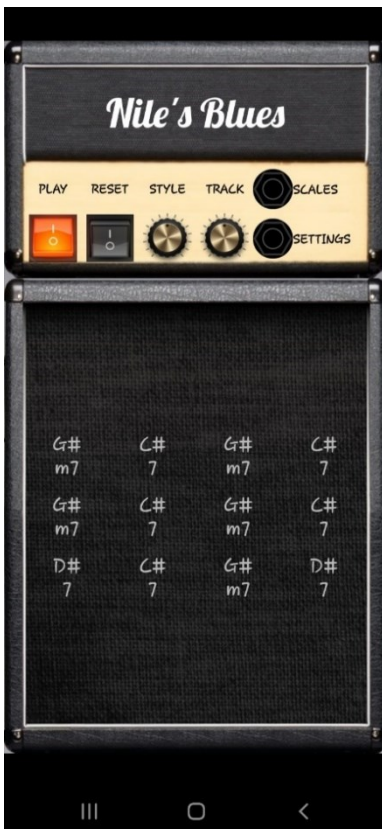 Nile's Blues
PLAY RESET STYLE TRACK SCALES
SETTINGS
G# C# G# C#
m7 7 m7 7
G# C# G# C#
m7 7 m7 7
D# C# G# D#
7 7 m7 7